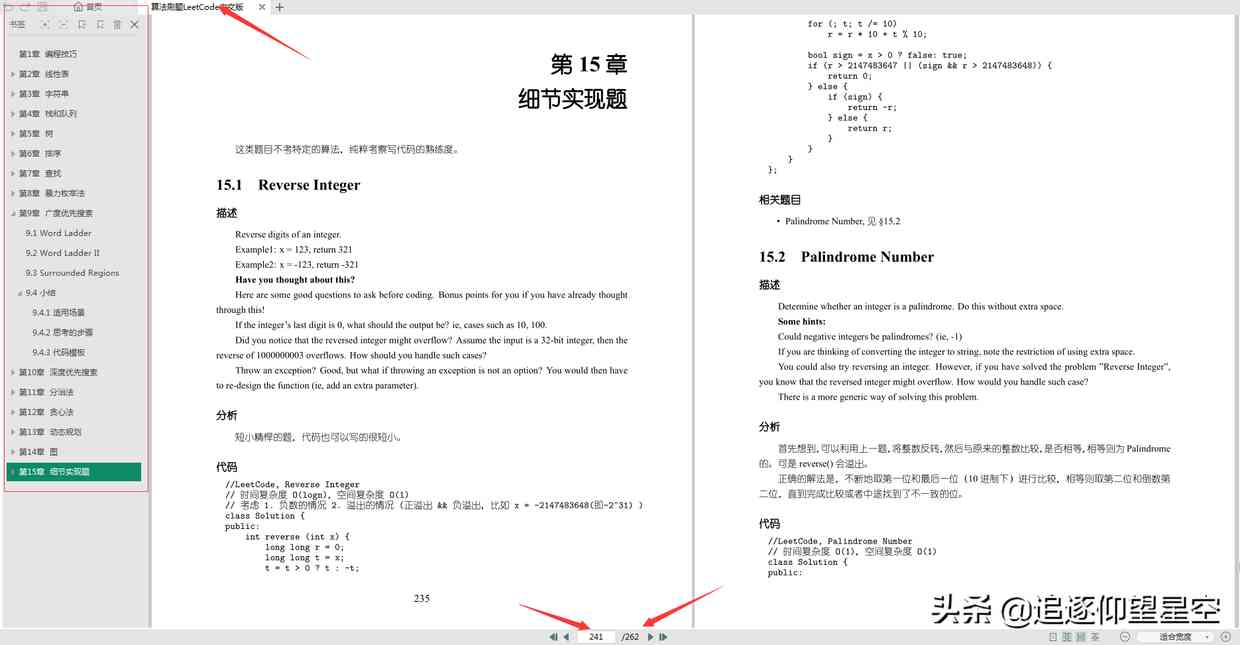 首页
算法刷题LeetCode中文版
书签
第1章 编程技巧
第2章 线性表
第3章 字符串
第4章 栈和队列
第5章 树
第6章 排序
第7章 查找
第8章 暴力枚举法
第9章 广度优先搜索
9.1 Word Ladder
9.2 Word Ladder II
9.3 Surrounded Regions
9.4 小结
9.4.1 适用场景
9.4.2 思考的步骤
9.4.3 代码模板
第10章 深度优先搜索
第11章 分治法
第12章 贪心法
第13章 动态规划
第14章 图
第15章 细节实现题
第 15 章
细节实现题
这类题目不考特定的算法，纯粹考察写代码的熟练度。
15.1 Reverse Integer
描述
Reverse digits of an integer.
Example1: x = 123, return 321
Example2: x = -123, return -321
Have you thought about this?
Here are some good questions to ask before coding. Bonus points for you if you have already thought
through this!
If the integer's last digit is 0, what should the output be? ie, cases such as 10, 100.
Did you notice that the reversed integer might overflow? Assume the input is a 32-bit integer, then the
reverse of 1000000003 overflows. How should you handle such cases?
Throw an exception? Good, but what if throwing an exception is not an option? You would then have
to re-design the function (ie, add an extra parameter).
分析
短小精悍的题，代码也可以写的很短小。
代码
//LeetCode, Reverse Integer
// 时间复杂度 O(logn)，空间复杂度 O(1)
// 考虑 1. 负数的情况 2. 溢出的情况（正溢出 && 负溢出，比如 x = -2147483648(即-2^31) ）
class Solution {
public:
int reverse (int x) {
long long r = 0;
long long t = x;
t = t > 0 ? t : -t;
235
for (; t; t /= 10)
r = r * 10 + t % 10;
bool sign = x > 0 ? false: true;
if (r > 2147483647 || (sign && r > 2147483648)) {
return 0;
} else {
if (sign) {
return -r;
} else {
return r;
}
}
}
};
相关题目
• Palindrome Number, 见 §15.2
15.2 Palindrome Number
描述
Determine whether an integer is a palindrome. Do this without extra space.
Some hints:
Could negative integers be palindromes? (ie, -1)
If you are thinking of converting the integer to string, note the restriction of using extra space.
You could also try reversing an integer. However, if you have solved the problem "Reverse Integer",
you know that the reversed integer might overflow. How would you handle such case?
There is a more generic way of solving this problem.
分析
首先想到，可以利用上一题，将整数反转，然后与原来的整数比较，是否相等，相等则为 Palindrome
的。可是 reverse() 会溢出。
正确的解法是，不断地取第一位和最后一位（10 进制下）进行比较，相等则取第二位和倒数第
二位，直到完成比较或者中途找到了不一致的位。
代码
//LeetCode, Palindrome Number
// 时间复杂度 O(1)，空间复杂度 O(1)
class Solution {
public:
头条 @追逐仰望星空
241 /262
适合宽度